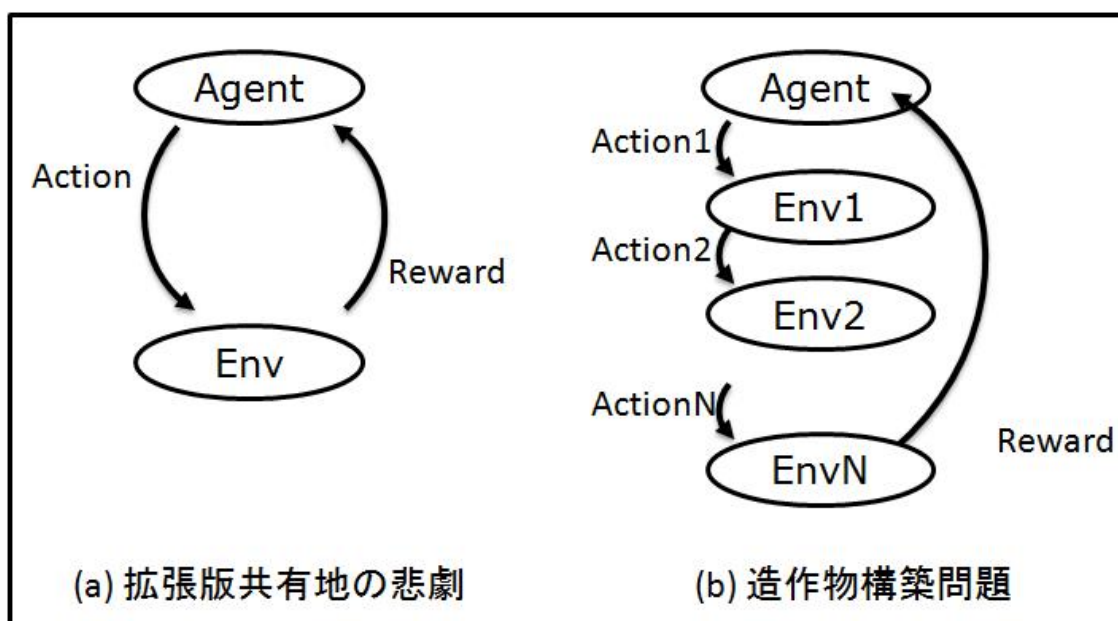 Agent
Action
Reward
Env
(a) 拡張版共有地の悲劇
Agent
Action1
Env1
Action2
Env2
ActionN
EnvN
Reward
(b) 造作物構築問題